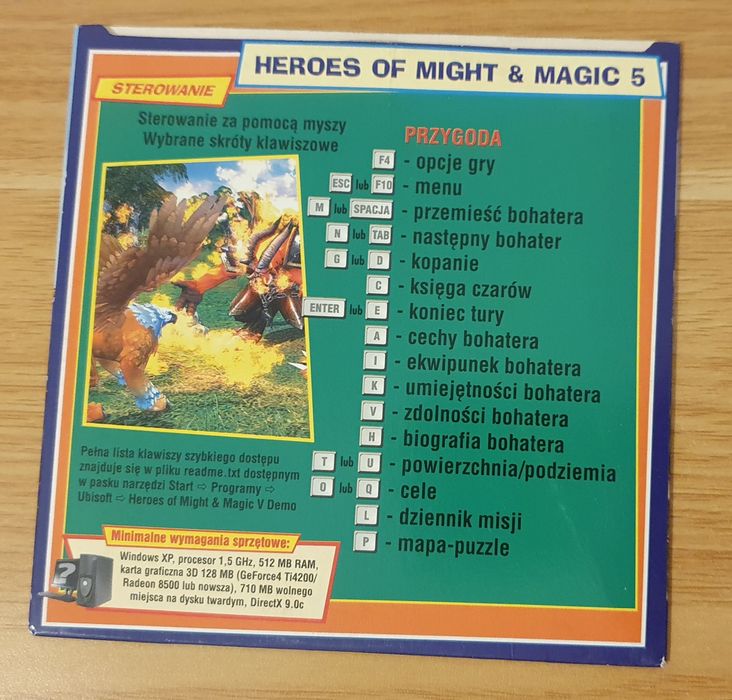 HEROES OF MIGHT & MAGIC 5
STEROWANIE
Sterowanie za pomocą myszy
Wybrane skróty klawiszowe
PRZYGODA
F4 - opcje gry
ESC lub F10 - menu
M lub SPACJA - przemieść bohatera
N lub TAB - następny bohater
G lub D - kopanie
C - księga czarów
ENTER lub E - koniec tury
A - cechy bohatera
I - ekwipunek bohatera
K - umiejętności bohatera
V - zdolności bohatera
H - biografia bohatera
T lub U - powierzchnia/podziemia
O lub Q - cele
L - dziennik misji
P - mapa-puzzle
Pełna lista klawiszy szybkiego dostępu
znajduje się w pliku readme.txt dostępnym
w pasku narzędzi Start ⇨ Programy ⇨
Ubisoft ⇨ Heroes of Might & Magic V Demo
Minimalne wymagania sprzętowe:
Windows XP, procesor 1,5 GHz, 512 MB RAM,
karta graficzna 3D 128 MB (GeForce4 Ti4200/
Radeon 8500 lub nowsza), 710 MB wolnego
miejsca na dysku twardym, DirectX 9.0c
?